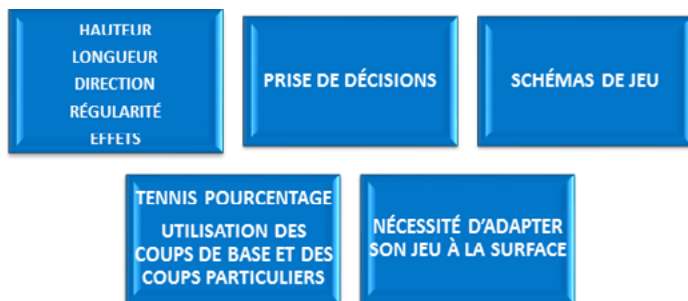 HAUTEUR
LONGUEUR
DIRECTION
RÉGULARITÉ
EFFETS
PRISE DE DÉCISIONS
SCHÉMAS DE JEU
TENNIS POURCENTAGE
UTILISATION DES
COUPS DE BASE ET DES
COUPS PARTICULIERS
NÉCESSITÉ D'ADAPTER
SON JEU À LA SURFACE